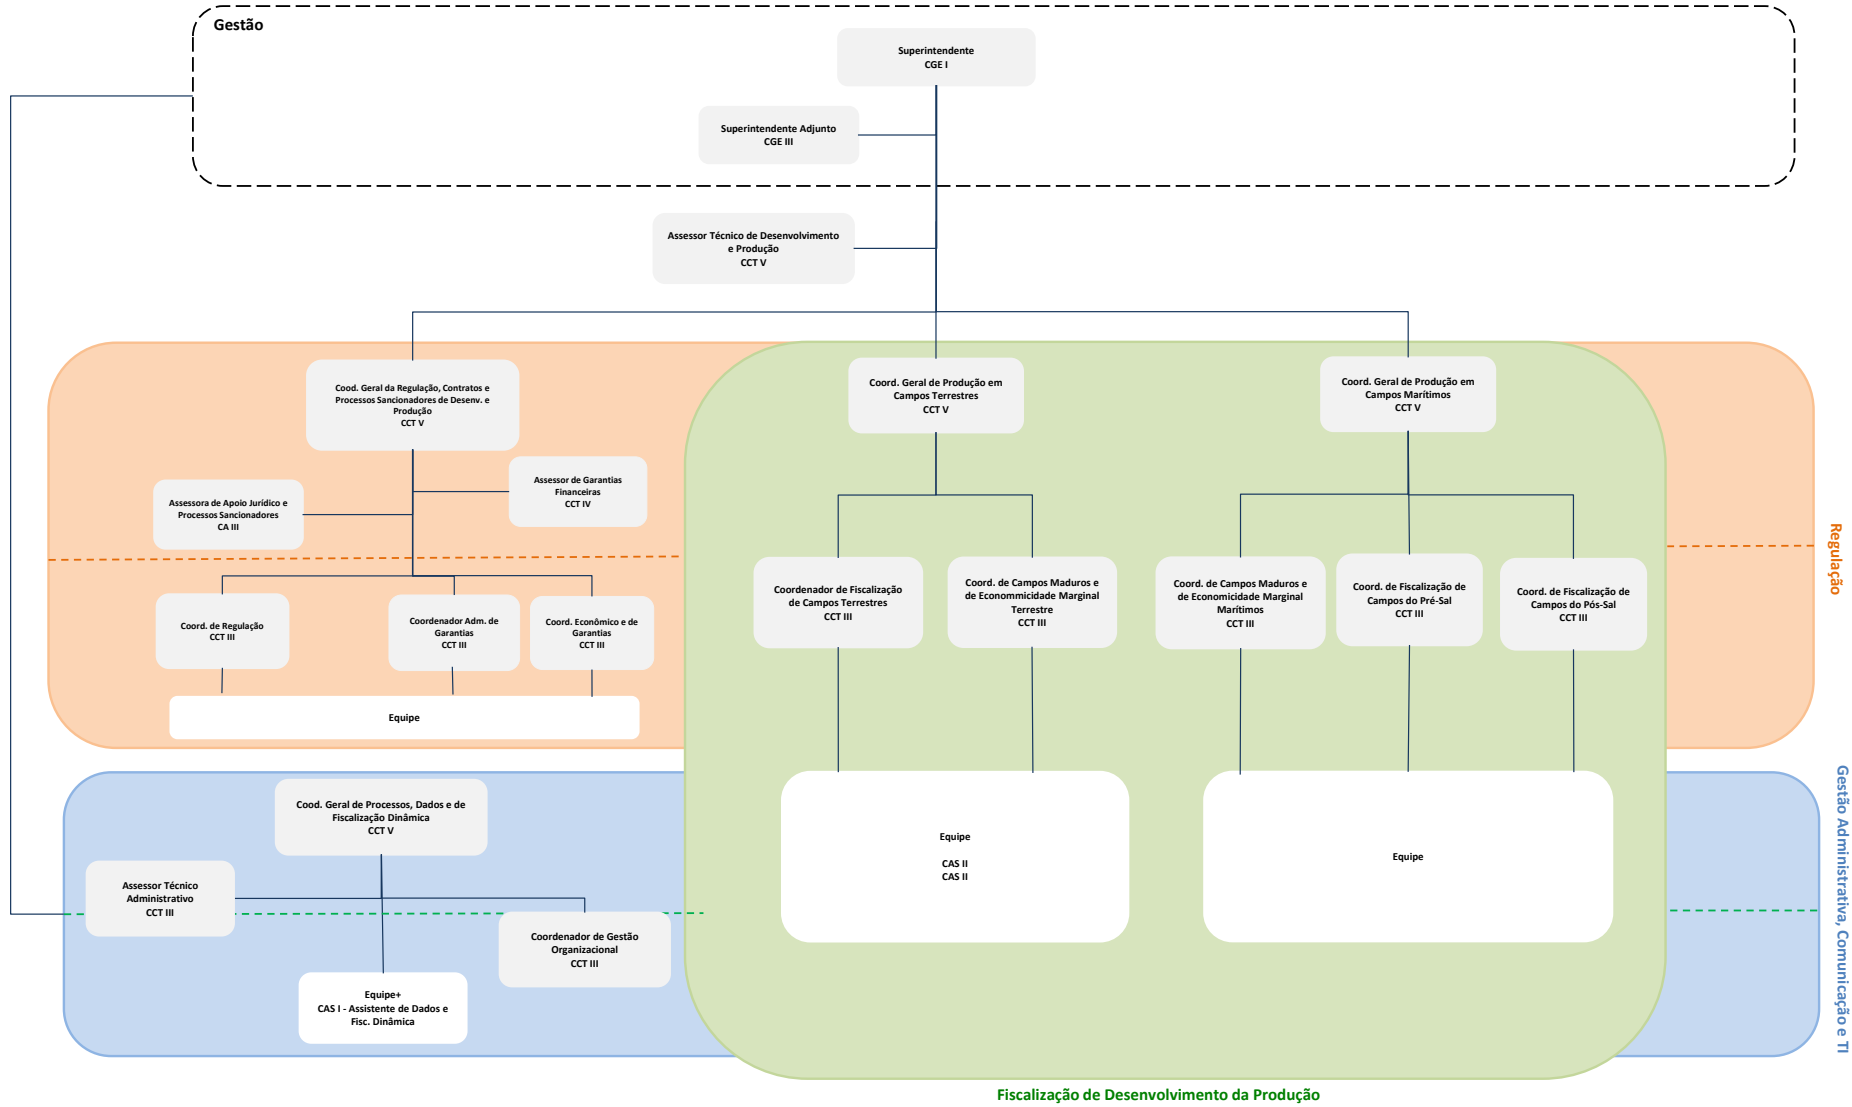 Gestão
Superintendente
CGE I
Superintendente Adjunto
CGE III
Assessor Técnico de Desenvolvimento
e Produção
CCT V
Cood. Geral da Regulação, Contratos e
Processos Sancionadores de Desenv. e
Produção
CCT V
Coord. Geral de Produção em
Campos Terrestres
CCT V
Coord. Geral de Produção em
Campos Marítimos
CCT V
Assessora de Apoio Jurídico e
Processos Sancionadores
CA III
Assessor de Garantias
Financeiras
CCT IV
Regulação
Coord. de Regulação
CCT III
Coordenador Adm. de
Garantias
CCT III
Coord. Econômico e de
Garantias
CCT III
Coordenador de Fiscalização
de Campos Terrestres
CCT III
Coord. de Campos Maduros e
de Econommicidade Marginal
Terrestre
CCT III
Coord. de Campos Maduros e
de Economicidade Marginal
Marítimos
CCT III
Coord. de Fiscalização de
Campos do Pré-Sal
CCT III
Coord. de Fiscalização de
Campos do Pós-Sal
CCT III
Equipe
Cood. Geral de Processos, Dados e de
Fiscalização Dinâmica
CCT V
Assessor Técnico
Administrativo
CCT III
Coordenador de Gestão
Organizacional
CCT III
Equipe+
CAS I - Assistente de Dados e
Fisc. Dinâmica
Equipe
CAS II
CAS II
Equipe
Gestão Administrativa, Comunicação e TI
Fiscalização de Desenvolvimento da Produção